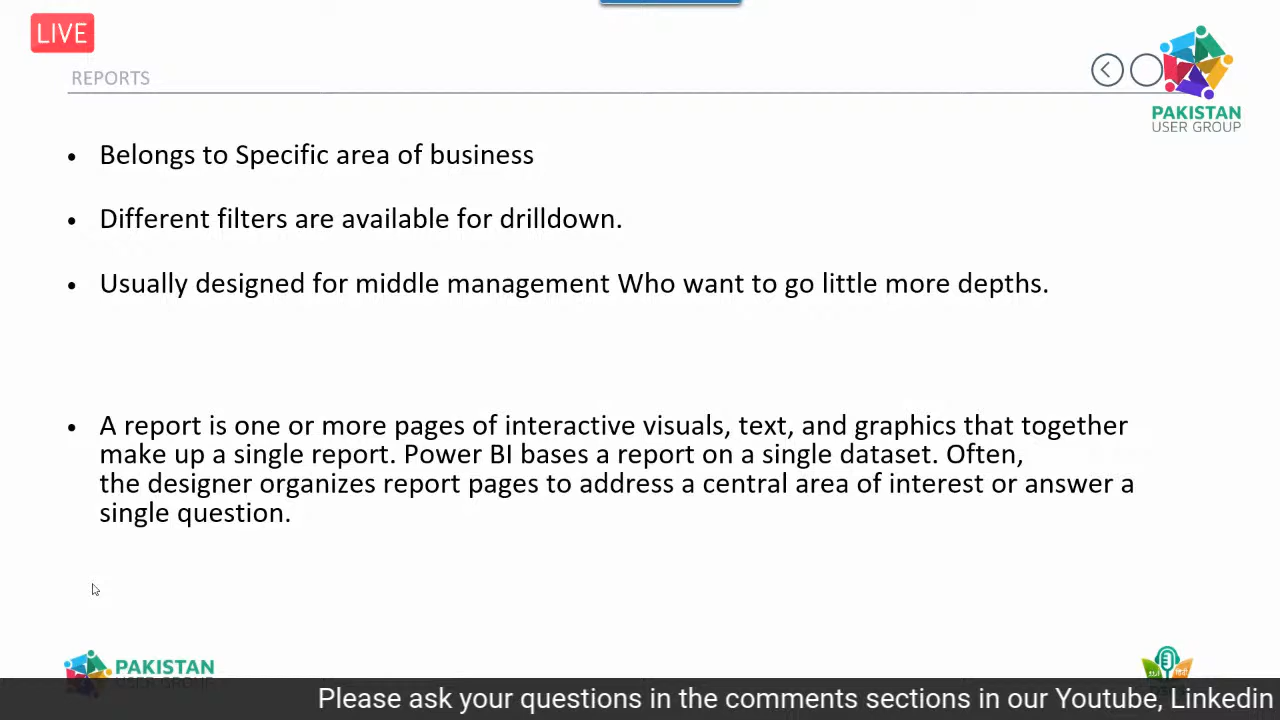 LIVE
REPORTS
PAKISTAN
USER GROUP
Belongs to Specific area of business
Different filters are available for drilldown.
Usually designed for middle management Who want to go little more depths.
A report is one or more pages of interactive visuals, text, and graphics that together
make up a single report. Power BI bases a report on a single dataset. Often,
the designer organizes report pages to address a central area of interest or answer a
single question.
PAKISTAN
USER GROUP
Please ask your questions in the comments sections in our Youtube, Linkedin